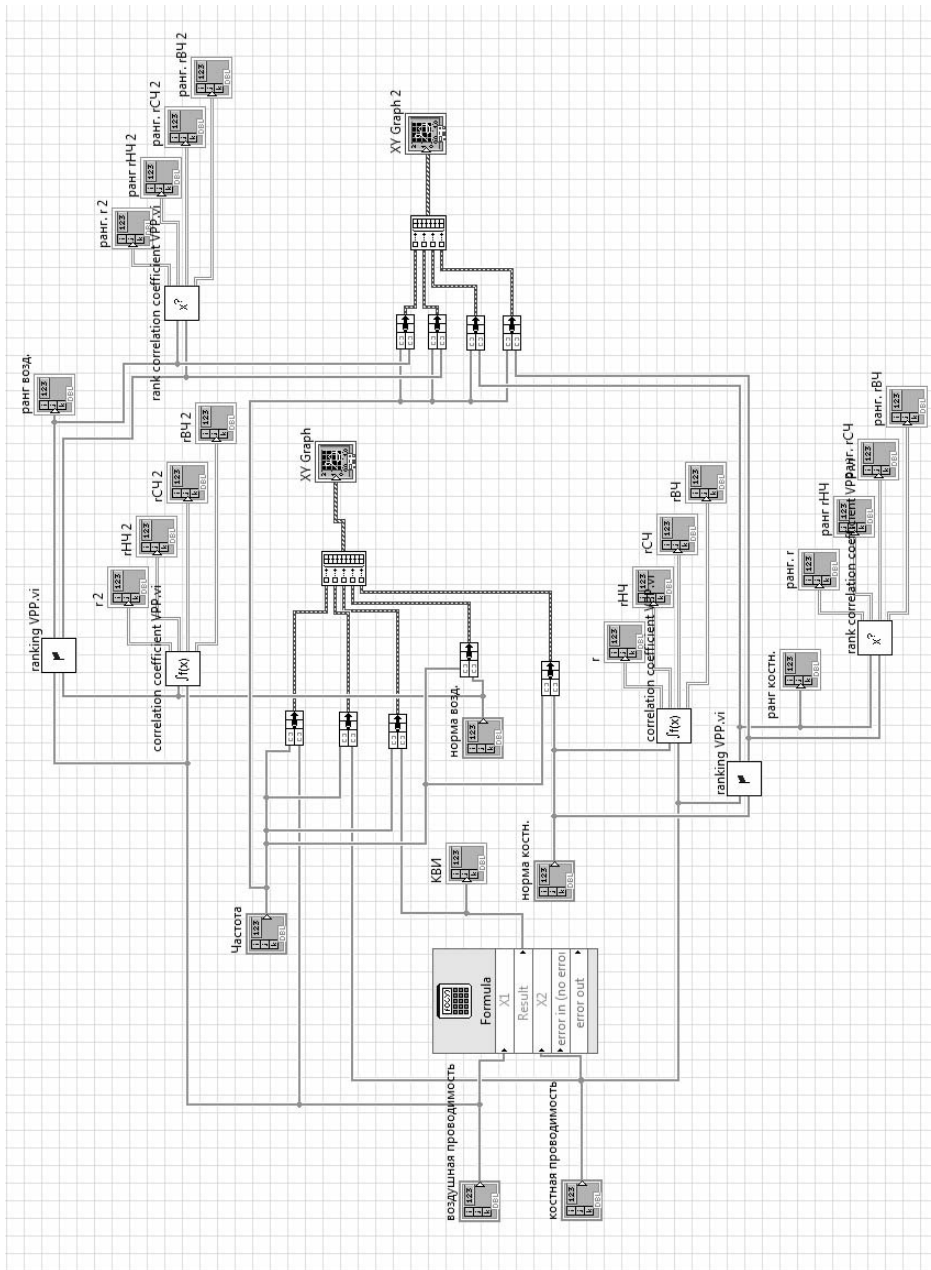 ранг. rВЧ 2
ранг. rСЧ 2
ранг rНЧ 2
ранг. r 2
rank correlation coefficient VPP.vi
XY Graph 2
ранг возд.
rВЧ 2
rСЧ 2
rНЧ 2
r 2
correlation coefficient VPP.vi
ranking VPP.vi
XY Graph
норма возд.
rВЧ
rСЧ
rНЧ
r
correlation coefficient VPP.vi
ранг. rВЧ
ранг. rСЧ
ранг rНЧ
ранг. r
rank correlation coefficient VPP.vi
ранг костн.
ranking VPP.vi
Частота
КВИ
норма костн.
Formula
X1
Result
X2
error in (no error
error out
воздушная проводимость
костная проводимость